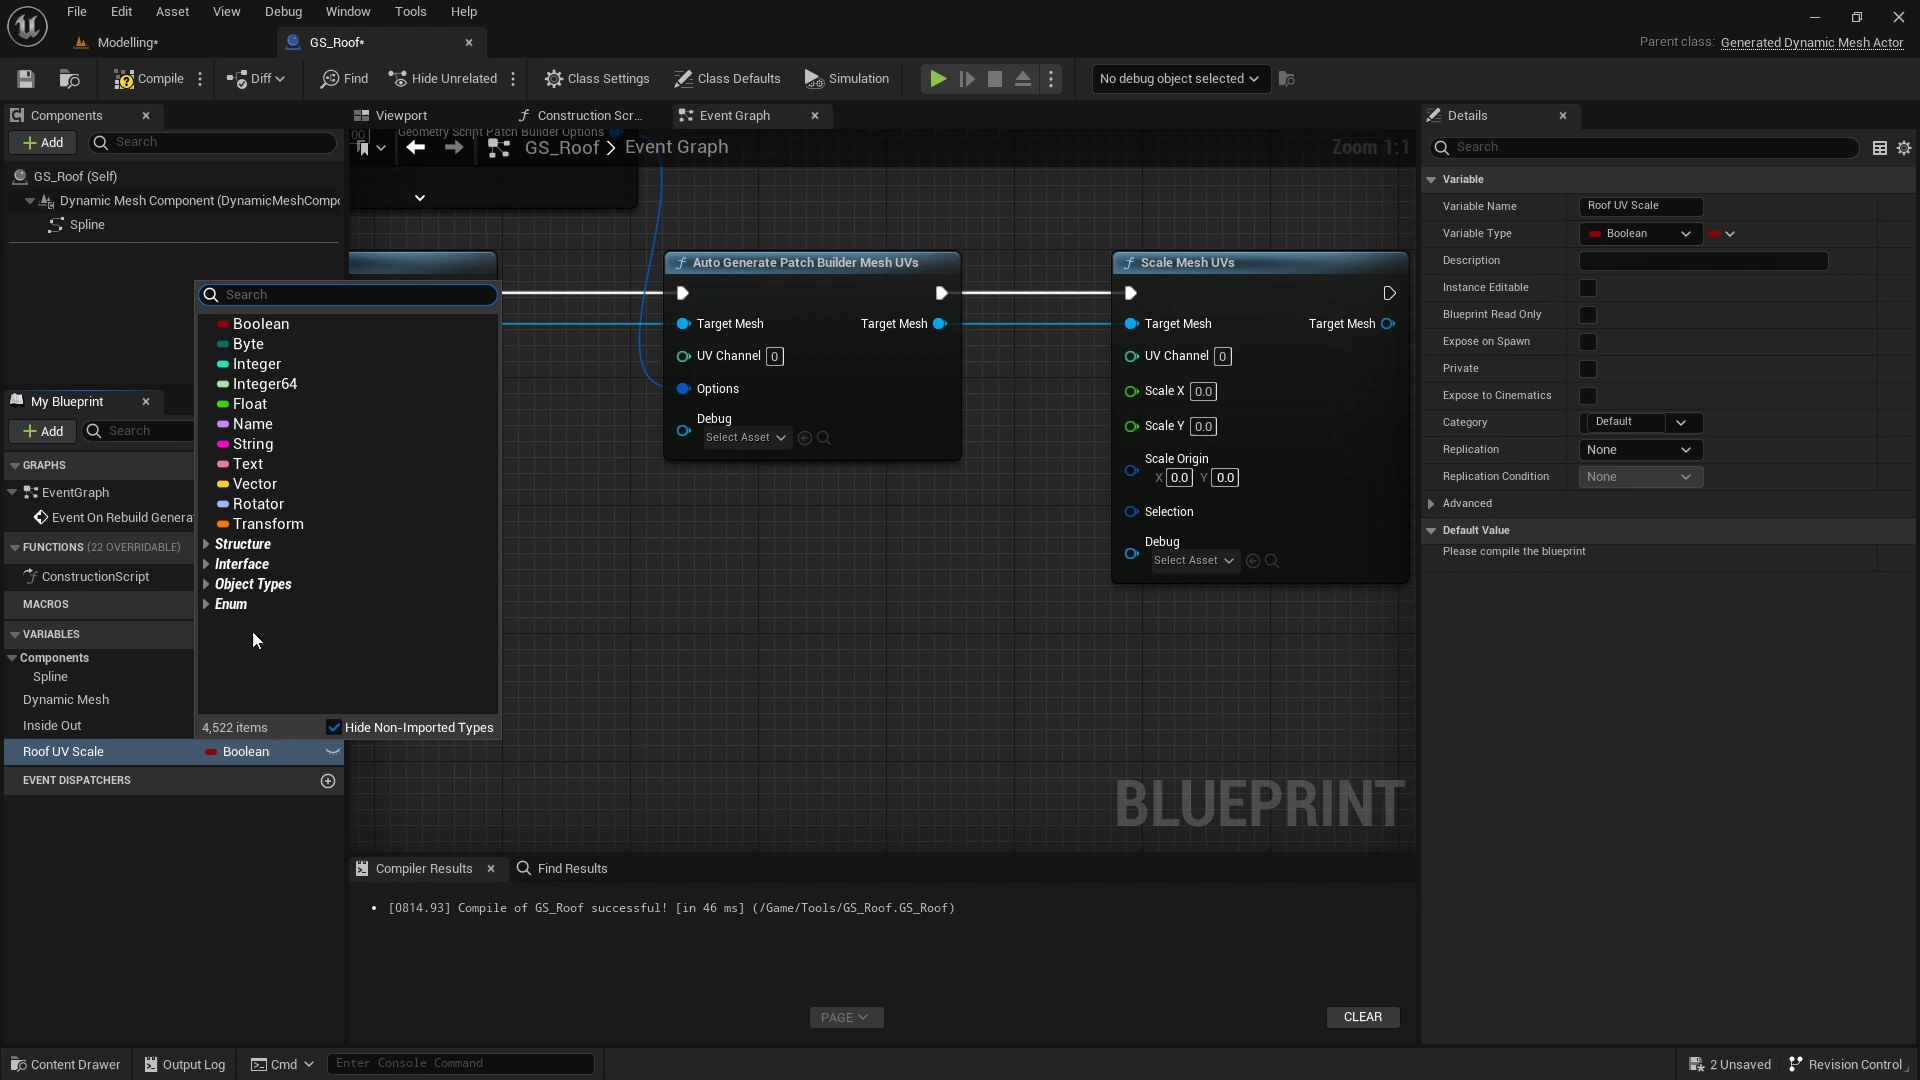 File Edit Asset View Debug Window Tools Help
Modelling*
GS_Roof*
Parent class: Generated Dynamic Mesh Actor
Compile
Diff
Find
Hide Unrelated
Class Settings
Class Defaults
Simulation
No debug object selected
Components
Viewport
Construction Scr...
Event Graph
Details
Add
Search
Geometry Script Patch Builder Options
GS_Roof > Event Graph
Zoom 1:1
Search
GS_Roof (Self)
Dynamic Mesh Component (DynamicMeshCompo
Spline
Variable
Variable Name
Roof UV Scale
Variable Type
Boolean
Description
Instance Editable
Blueprint Read Only
Expose on Spawn
Private
Expose to Cinematics
Category
Default
Replication
None
Replication Condition
None
Advanced
Default Value
Please compile the blueprint
Auto Generate Patch Builder Mesh UVs
Target Mesh
Target Mesh
UV Channel 0
Options
Debug
Select Asset
Scale Mesh UVs
Target Mesh
Target Mesh
UV Channel 0
Scale X 0.0
Scale Y 0.0
Scale Origin
X 0.0 Y 0.0
Selection
Debug
Select Asset
Search
Boolean
Byte
Integer
Integer64
Float
Name
String
Text
Vector
Rotator
Transform
Structure
Interface
Object Types
Enum
4,522 items
Hide Non-Imported Types
My Blueprint
Add
Search
GRAPHS
EventGraph
Event On Rebuild Genera
FUNCTIONS (22 OVERRIDABLE)
ConstructionScript
MACROS
VARIABLES
Components
Spline
Dynamic Mesh
Inside Out
Roof UV Scale
Boolean
EVENT DISPATCHERS
BLUEPRINT
Compiler Results
Find Results
[0814.93] Compile of GS_Roof successful! [in 46 ms] (/Game/Tools/GS_Roof.GS_Roof)
PAGE
CLEAR
Content Drawer
Output Log
Cmd
Enter Console Command
2 Unsaved
Revision Control